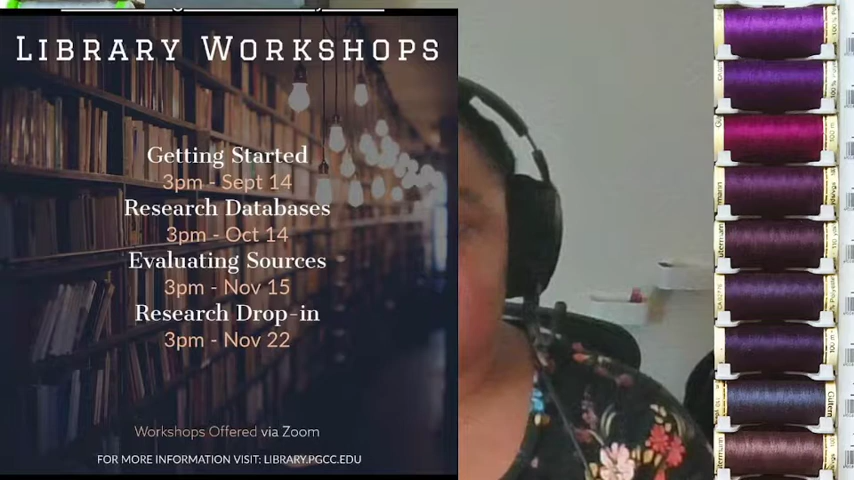 LIBRARY WORKSHOPS
Getting Started
3pm - Sept 14
Research Databases
3pm - Oct 14
Evaluating Sources
3pm - Nov 15
Research Drop-in
3pm - Nov 22
Workshops Offered via Zoom
FOR MORE INFORMATION VISIT: LIBRARY.PGCC.EDU